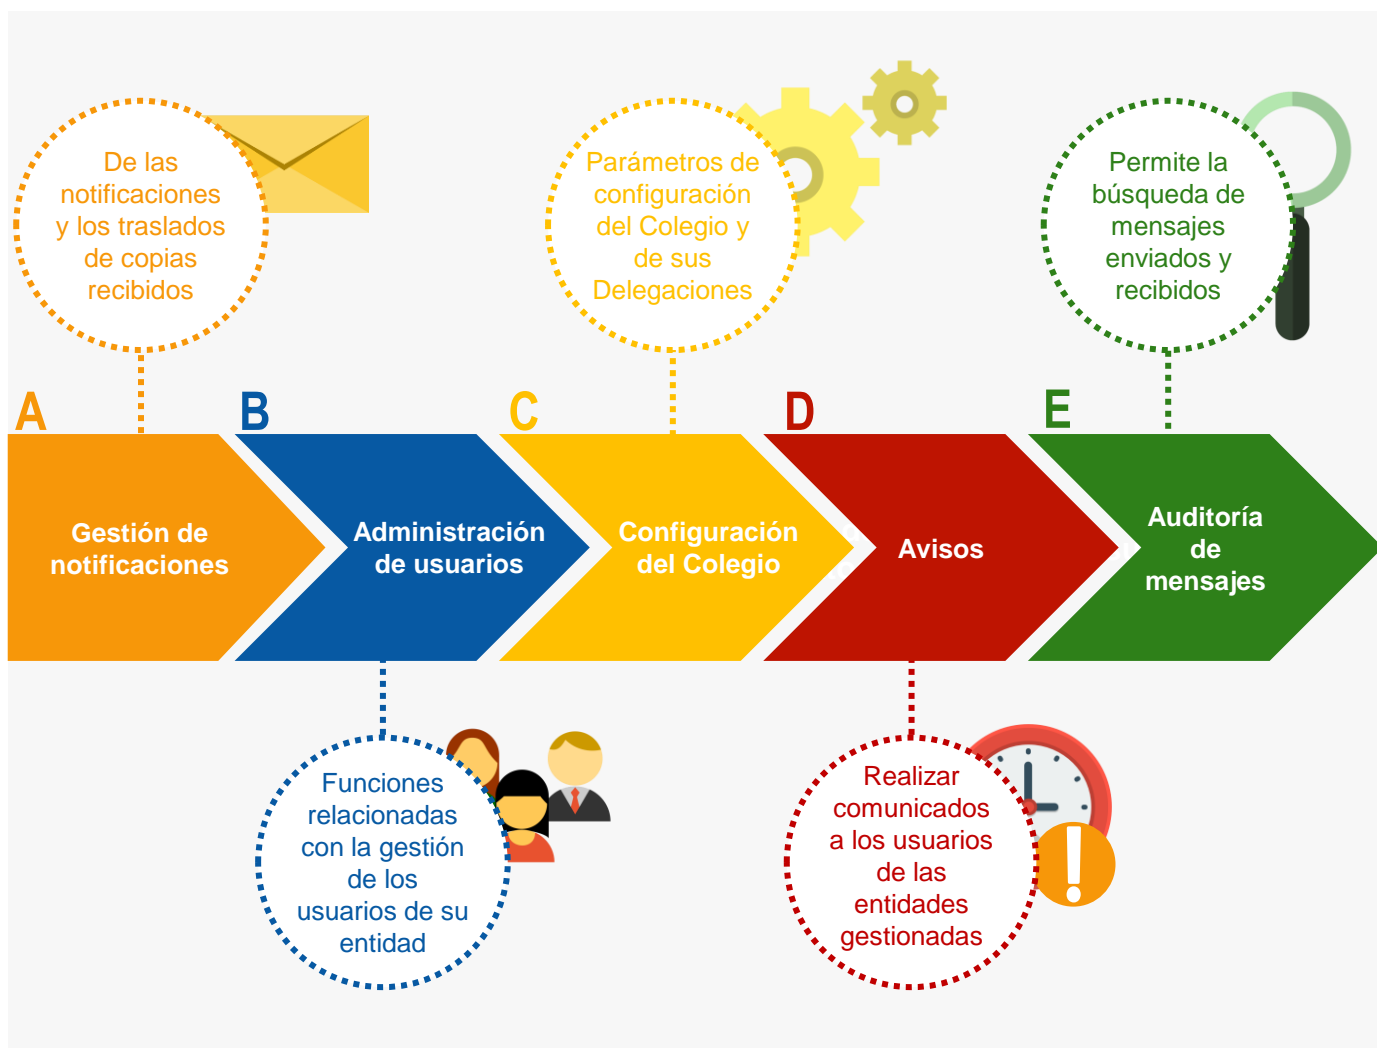 De las
notificaciones
y los traslados
de copias
recibidos
Parámetros de
configuración
del Colegio y
de sus
Delegaciones
Permite la
búsqueda de
mensajes
enviados y
recibidos
A
B
C
D
E
Gestión de
notificaciones
Administración
de usuarios
Configuración
del Colegio
Avisos
Auditoría
de
mensajes
Funciones
relacionadas
con la gestión
de los
usuarios de su
entidad
Realizar
comunicados
a los usuarios
de las
entidades
gestionadas